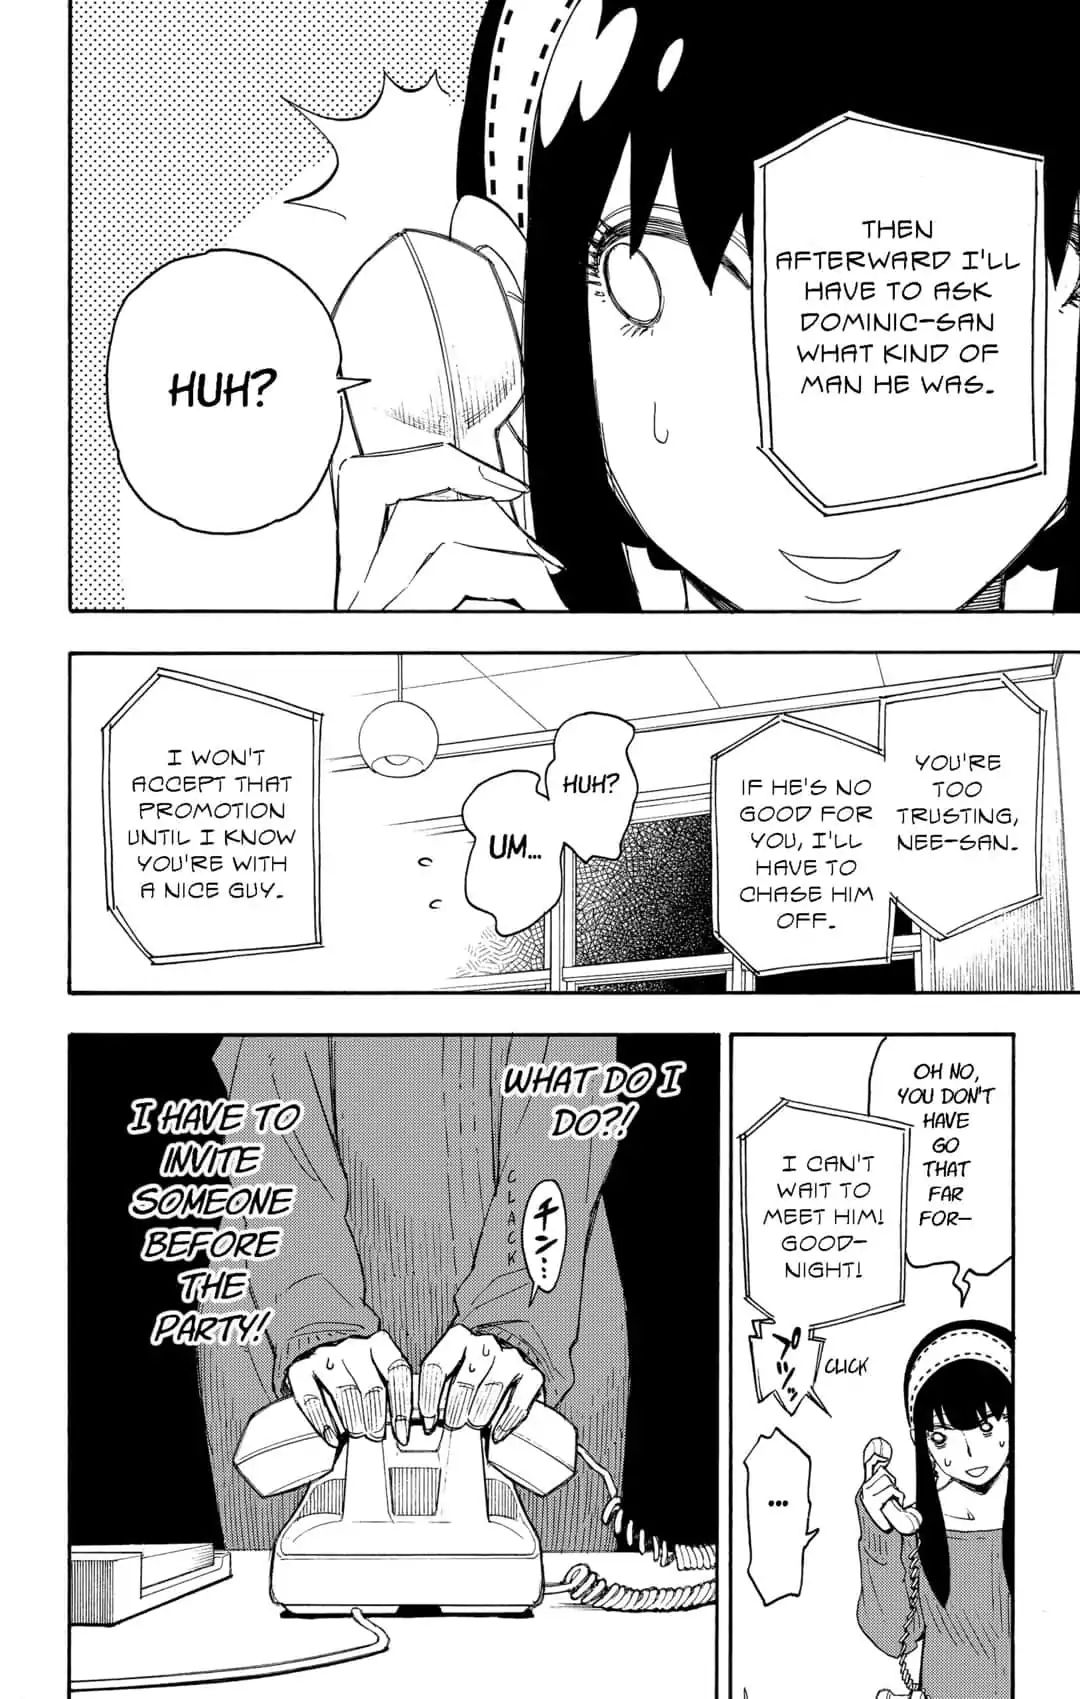 THEN
AFTERWARD I'LL
HAVE TO ASK
DOMINIC-SAN
WHAT KIND OF
MAN HE WAS.
HUH?
YOU'RE
TOO
TRUSTING,
NEE-SAN.
IF HE'S NO
GOOD FOR
YOU, I'LL
HAVE TO
CHASE HIM
OFF.
HUH?
UM...
I WON'T
ACCEPT THAT
PROMOTION
UNTIL I KNOW
YOU'RE WITH
A NICE GUY.
OH NO,
YOU DON'T
HAVE
GO
THAT
FAR
FOR-
I CAN'T
WAIT TO
MEET HIM!
GOOD-
NIGHT!
プツッ
CLICK
...
WHAT DO I
DO?!
CLACK
チン...
I HAVE TO
INVITE
SOMEONE
BEFORE
THE
PARTY!